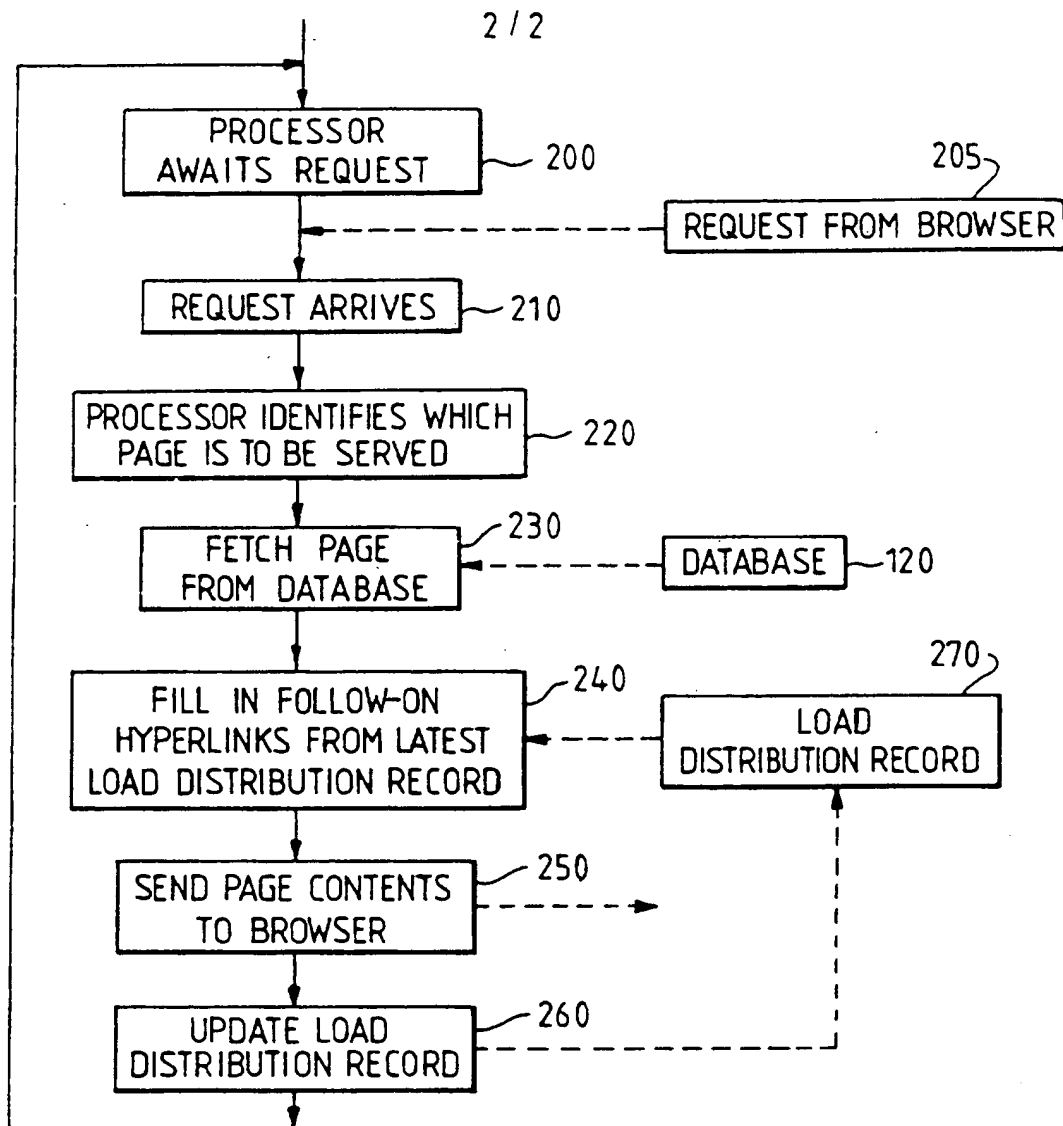 2/2
PROCESSOR
AWAITS REQUEST
200
205
REQUEST FROM BROWSER
REQUEST ARRIVES
210
PROCESSOR IDENTIFIES WHICH
PAGE IS TO BE SERVED
220
230
FETCH PAGE
FROM DATABASE
DATABASE
120
240
FILL IN FOLLOW-ON
HYPERLINKS FROM LATEST
LOAD DISTRIBUTION RECORD
270
LOAD
DISTRIBUTION RECORD
250
SEND PAGE CONTENTS
TO BROWSER
260
UPDATE LOAD
DISTRIBUTION RECORD